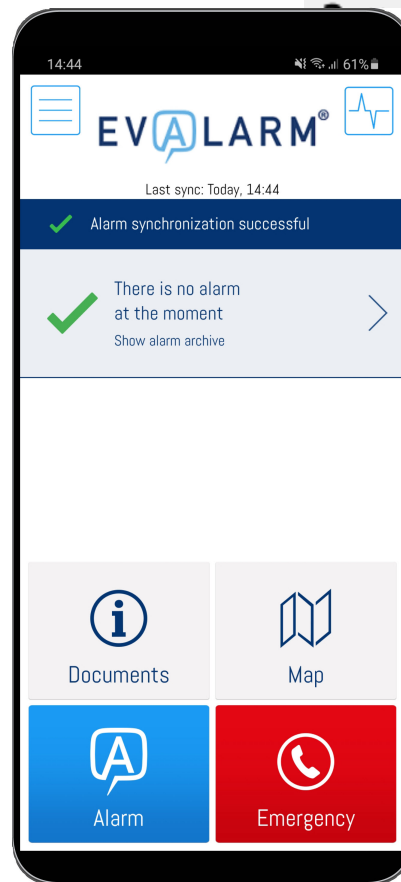 14:44 61%
EVALARM®
Last sync: Today, 14:44
Alarm synchronization successful
There is no alarm
at the moment
Show alarm archive
Documents
Map
A
Alarm
Emergency